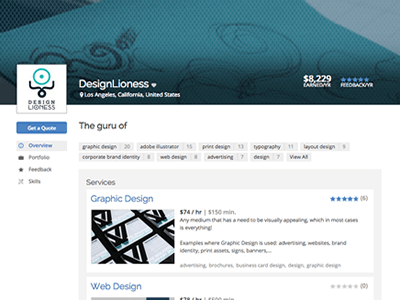 DesignLioness
Los Angeles, California, United States
$8,229
EARNED/YR
FEEDBACK/YR
DESIGN
LIONESS
Get a Quote
Overview
Portfolio
Feedback
Skills
The guru of
graphic design 20
adobe illustrator 15
print design 13
typography 11
layout design 9
corporate brand identity 8
web design 8
advertising 7
design 7
View All
Services
Graphic Design
(6)
$74 / hr | $150 min.
Any medium that has a need to be visually appealing, which in most cases
is everything!
Examples where Graphic Design is used: advertising, websites, brand
imagery, print assets, signs, banners,...
advertising, brochures, business card design, design, graphic design
Web Design
(0)
$78 / hr | $500 min.